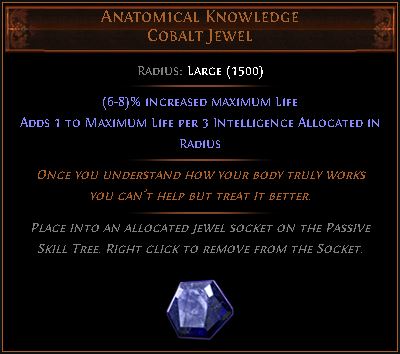 Anatomical Knowledge
Cobalt Jewel
Radius: Large (1500)
(6-8)% increased maximum Life
Adds 1 to Maximum Life per 3 Intelligence Allocated in
Radius
Once you understand how your body truly works
you can't help but treat it better.
Place into an allocated jewel socket on the Passive
Skill Tree. Right click to remove from the Socket.